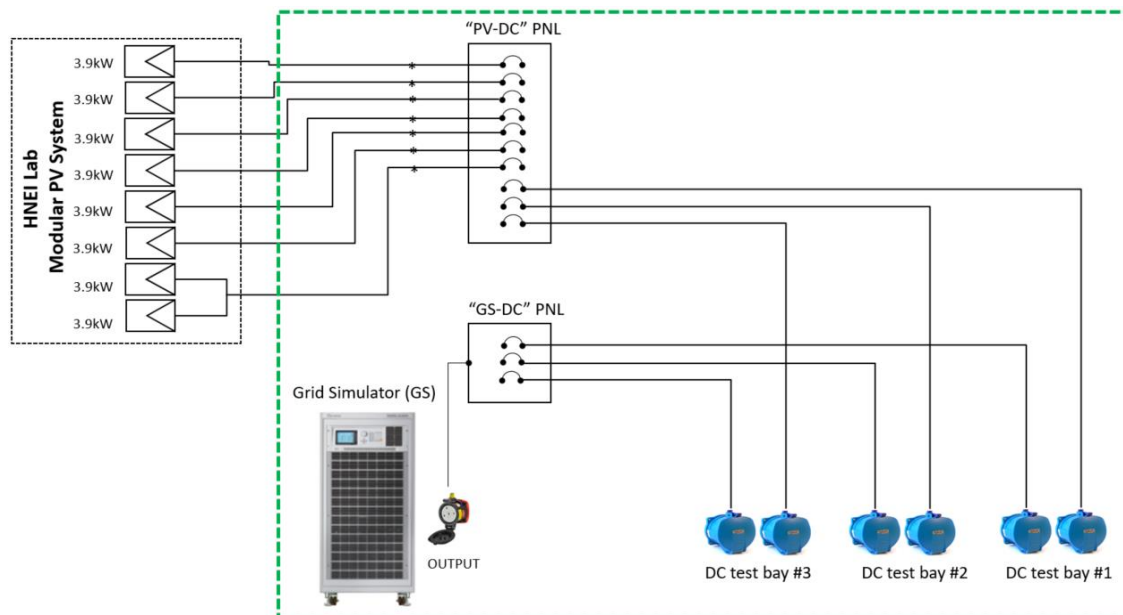 "PV-DC" PNL
HNEI Lab
Modular PV System
3.9kW
3.9kW
3.9kW
3.9kW
3.9kW
3.9kW
3.9kW
3.9kW
*
*
*
*
*
*
*
"GS-DC" PNL
Grid Simulator (GS)
OUTPUT
DC test bay #3
DC test bay #2
DC test bay #1